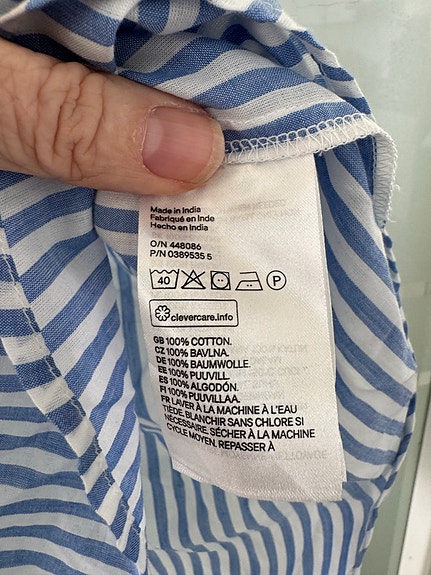 Made in India
Fabriqué en Inde
Hecho en India
O/N 448086
P/N 0389535 5
40 P
clevercare.info
GB 100% COTTON.
CZ 100% BAVLNA.
DE 100% BAUMWOLLE.
EE 100% PUUVILL.
ES 100% ALGODÓN.
FI 100% PUUVILLAA.
FR LAVER À LA MACHINE À L'EAU
TIÈDE. BLANCHIR SANS CHLORE SI
NÉCESSAIRE. SÉCHER À LA MACHINE
CYCLE MOYEN. REPASSER À